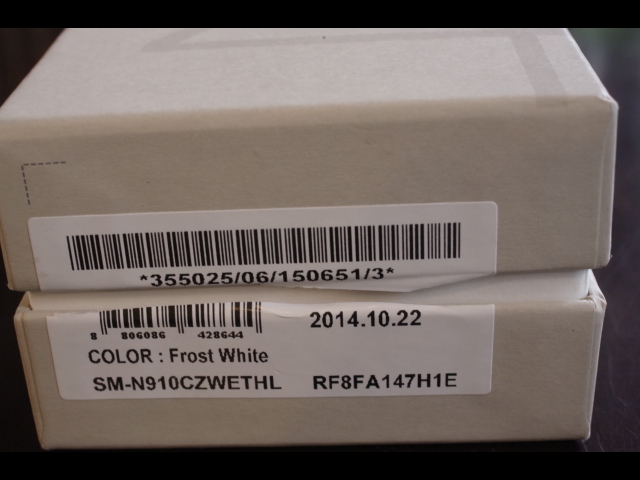 *355025/06/150651/3*
8 806086 428644
2014.10.22
COLOR : Frost White
SM-N910CZWETHL RF8FA147H1E